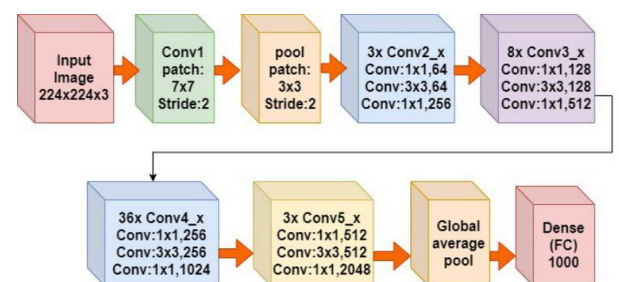 Input
Image
224x224x3
Conv1
patch:
7x7
Stride:2
pool
patch:
3x3
Stride:2
3x Conv2_x
Conv:1x1,64
Conv:3x3,64
Conv:1x1,256
8x Conv3_x
Conv:1x1,128
Conv:3x3,128
Conv:1x1,512
36x Conv4_x
Conv:1x1,256
Conv:3x3,256
Conv:1x1,1024
3x Conv5_x
Conv:1x1,512
Conv:3x3,512
Conv:1x1,2048
Global
average
pool
Dense
(FC)
1000